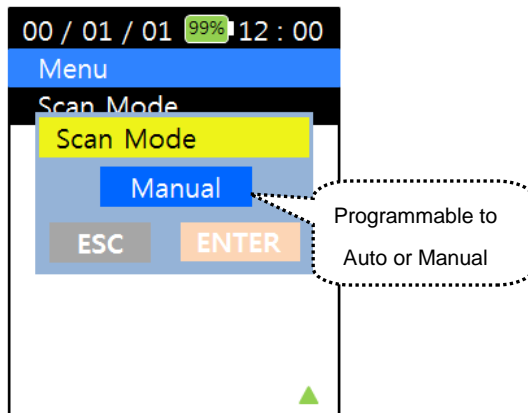 00 / 01 / 01 99% 12 : 00
Menu
Scan Mode
Scan Mode
Manual
ESC ENTER
Programmable to
Auto or Manual